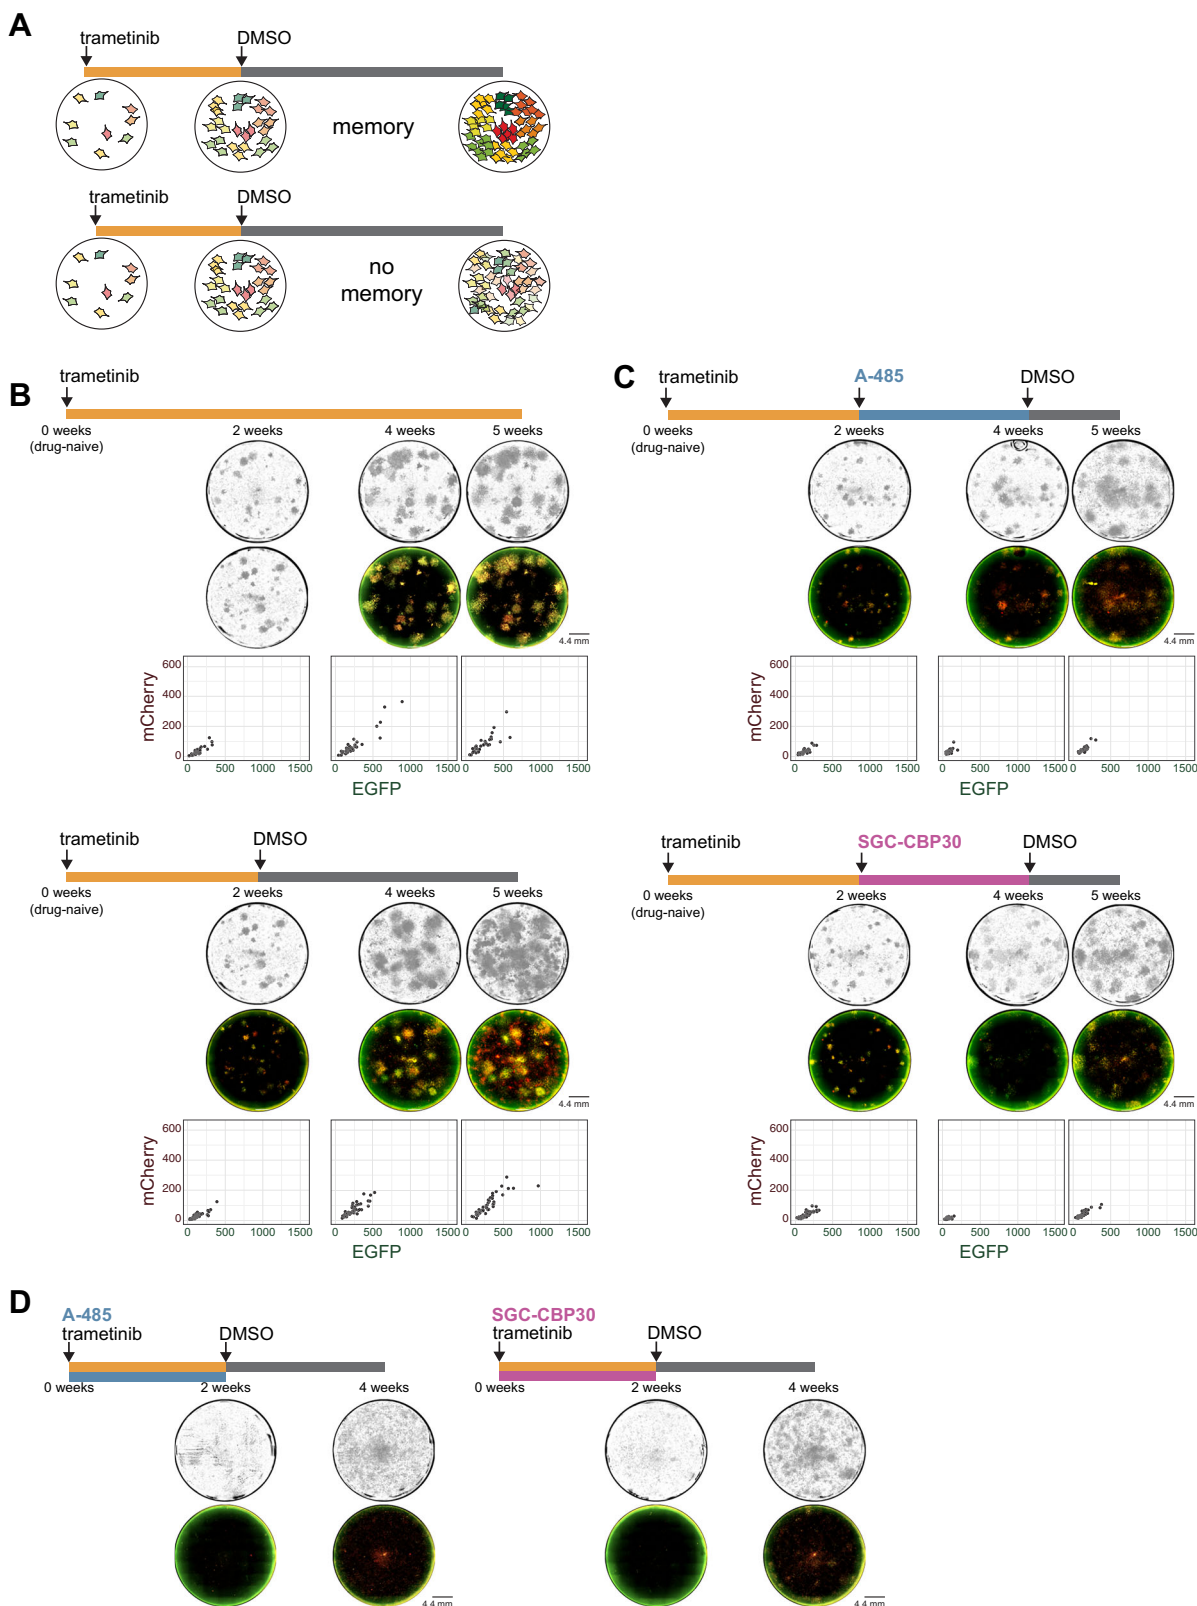 A
trametinib
DMSO
memory
trametinib
DMSO
no
memory
B
trametinib
0 weeks
(drug-naive)
2 weeks
4 weeks
5 weeks
4.4 mm
mCherry
600
400
200
0
0 500 1000 1500
0 500 1000 1500
0 500 1000 1500
EGFP
C
trametinib
A-485
DMSO
0 weeks
(drug-naive)
2 weeks
4 weeks
5 weeks
4.4 mm
mCherry
600
400
200
0
0 500 1000 1500
0 500 1000 1500
0 500 1000 1500
EGFP
trametinib
DMSO
0 weeks
(drug-naive)
2 weeks
4 weeks
5 weeks
4.4 mm
mCherry
600
400
200
0
0 500 1000 1500
0 500 1000 1500
0 500 1000 1500
EGFP
trametinib
SGC-CBP30
DMSO
0 weeks
(drug-naive)
2 weeks
4 weeks
5 weeks
4.4 mm
mCherry
600
400
200
0
0 500 1000 1500
0 500 1000 1500
0 500 1000 1500
EGFP
D
A-485
trametinib
DMSO
0 weeks
2 weeks
4 weeks
4.4 mm
SGC-CBP30
trametinib
DMSO
0 weeks
2 weeks
4 weeks
4.4 mm